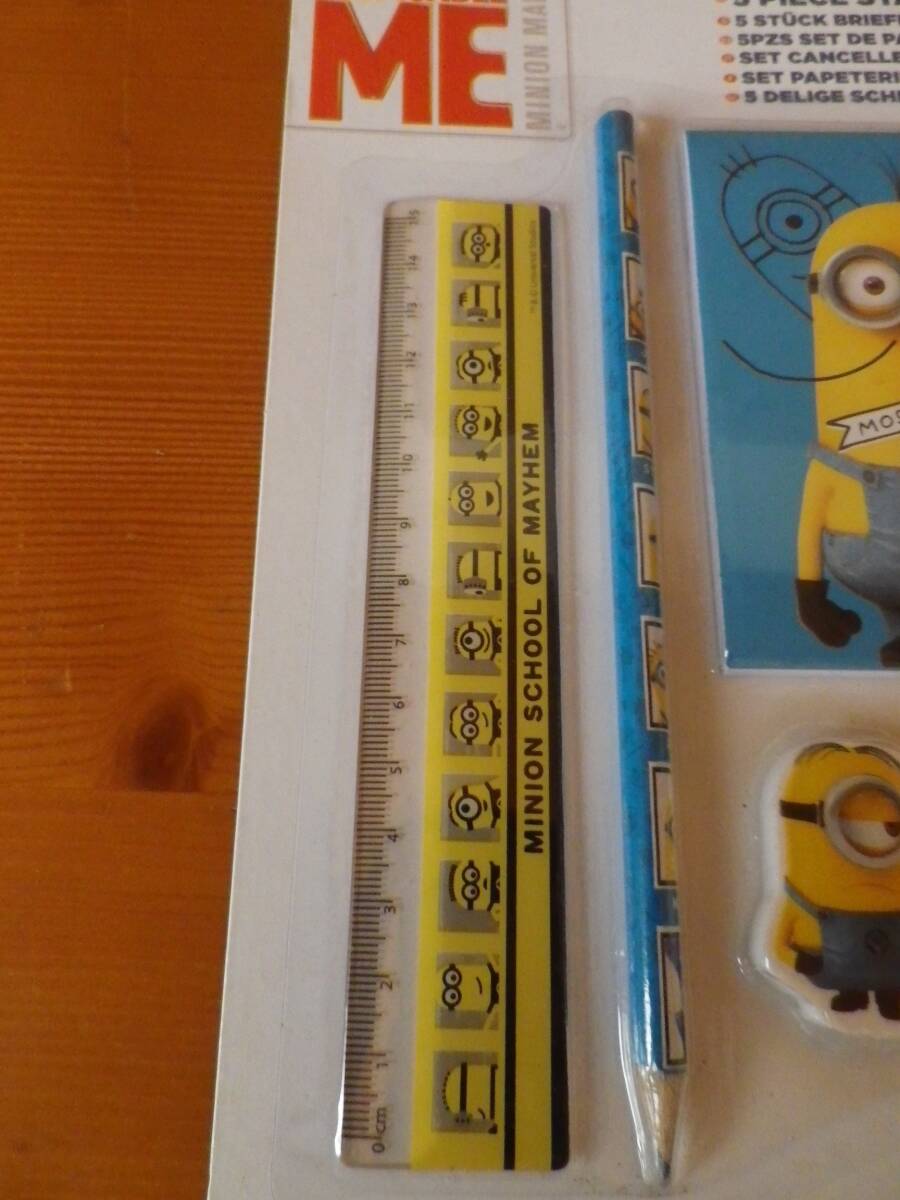 ME
MINION MA
5 PIECE STA
5 STÜCK BRIEF
5PZS SET DE PA
SET CANCELLE
SET PAPETERI
5 DELIGE SCH
15
14
13
12
11
10
9
8
7
6
5
4
3
2
1
0 cm
MINION SCHOOL OF MAYHEM
MOS